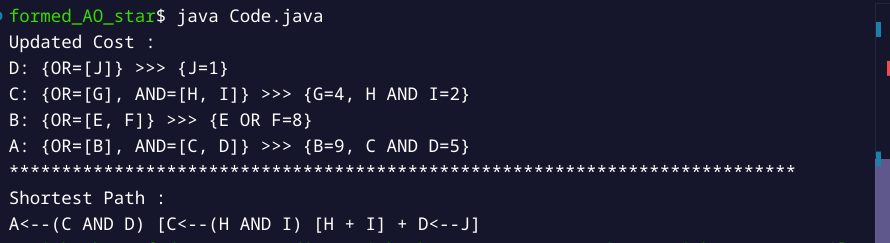 formed_AO_star$ java Code.java
Updated Cost :
D: {OR=[J]} >>> {J=1}
C: {OR=[G], AND=[H, I]} >>> {G=4, H AND I=2}
B: {OR=[E, F]} >>> {E OR F=8}
A: {OR=[B], AND=[C, D]} >>> {B=9, C AND D=5}
***************************************************************************
Shortest Path :
A<--(C AND D) [C<--(H AND I) [H + I] + D<--J]